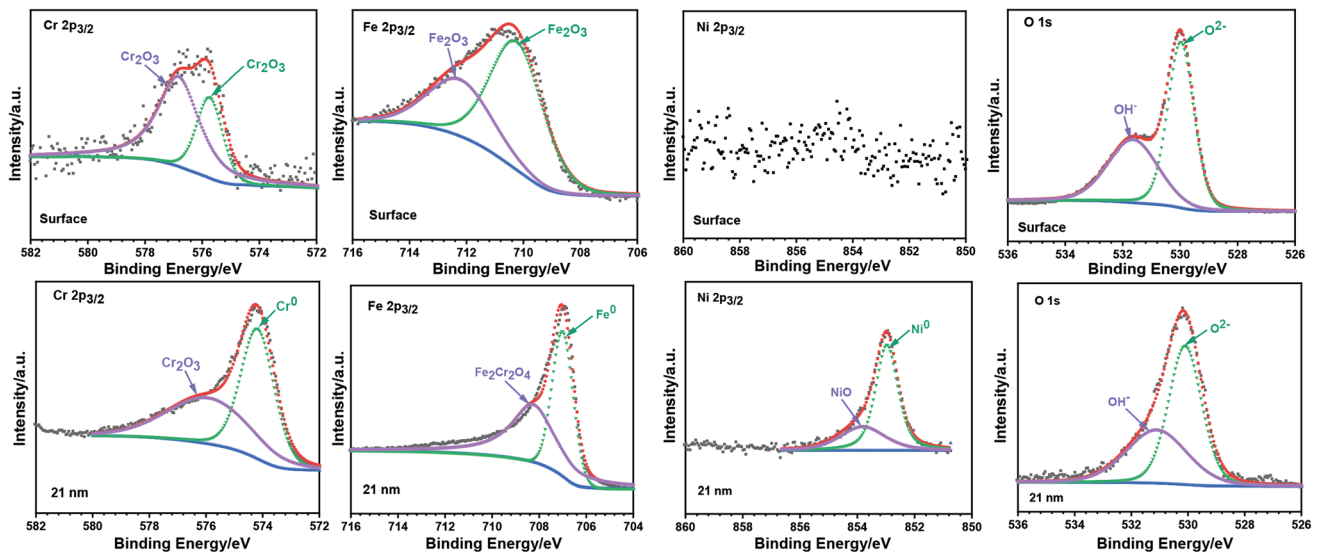 Cr 2p3/2
Cr2O3
Cr2O3
Intensity/a.u.
Surface
582 580 578 576 574 572
Binding Energy/eV
Fe 2p3/2
Fe2O3
Fe2O3
Intensity/a.u.
Surface
716 714 712 710 708 706
Binding Energy/eV
Ni 2p3/2
Intensity/a.u.
Surface
860 858 856 854 852 850
Binding Energy/eV
O 1s
O2-
OH-
Intensity/a.u.
Surface
536 534 532 530 528 526
Binding Energy/eV
Cr 2p3/2
Cr0
Cr2O3
Intensity/a.u.
21 nm
582 580 578 576 574 572
Binding Energy/eV
Fe 2p3/2
Fe0
Fe2Cr2O4
Intensity/a.u.
21 nm
716 714 712 710 708 706 704
Binding Energy/eV
Ni 2p3/2
Ni0
NiO
Intensity/a.u.
21 nm
860 858 856 854 852 850
Binding Energy/eV
O 1s
O2-
OH-
Intensity/a.u.
21 nm
536 534 532 530 528 526
Binding Energy/eV